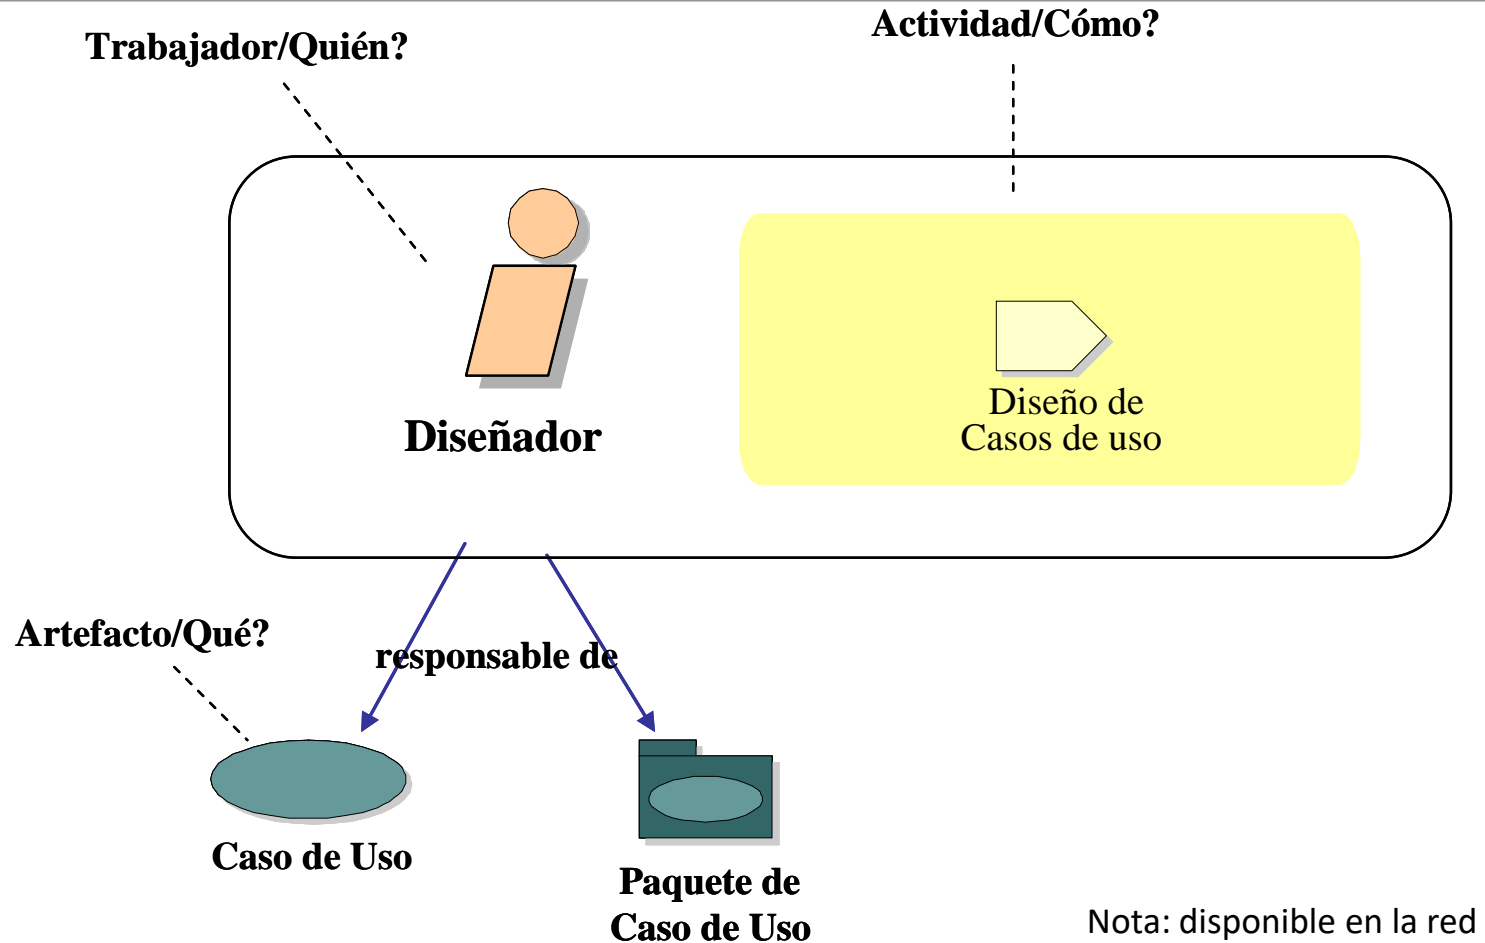 Actividad/Cómo?
Trabajador/Quién?
Diseño de
Casos de uso
Diseñador
Artefacto/Qué?
responsable de
Caso de Uso
Paquete de
Caso de Uso
Nota: disponible en la red